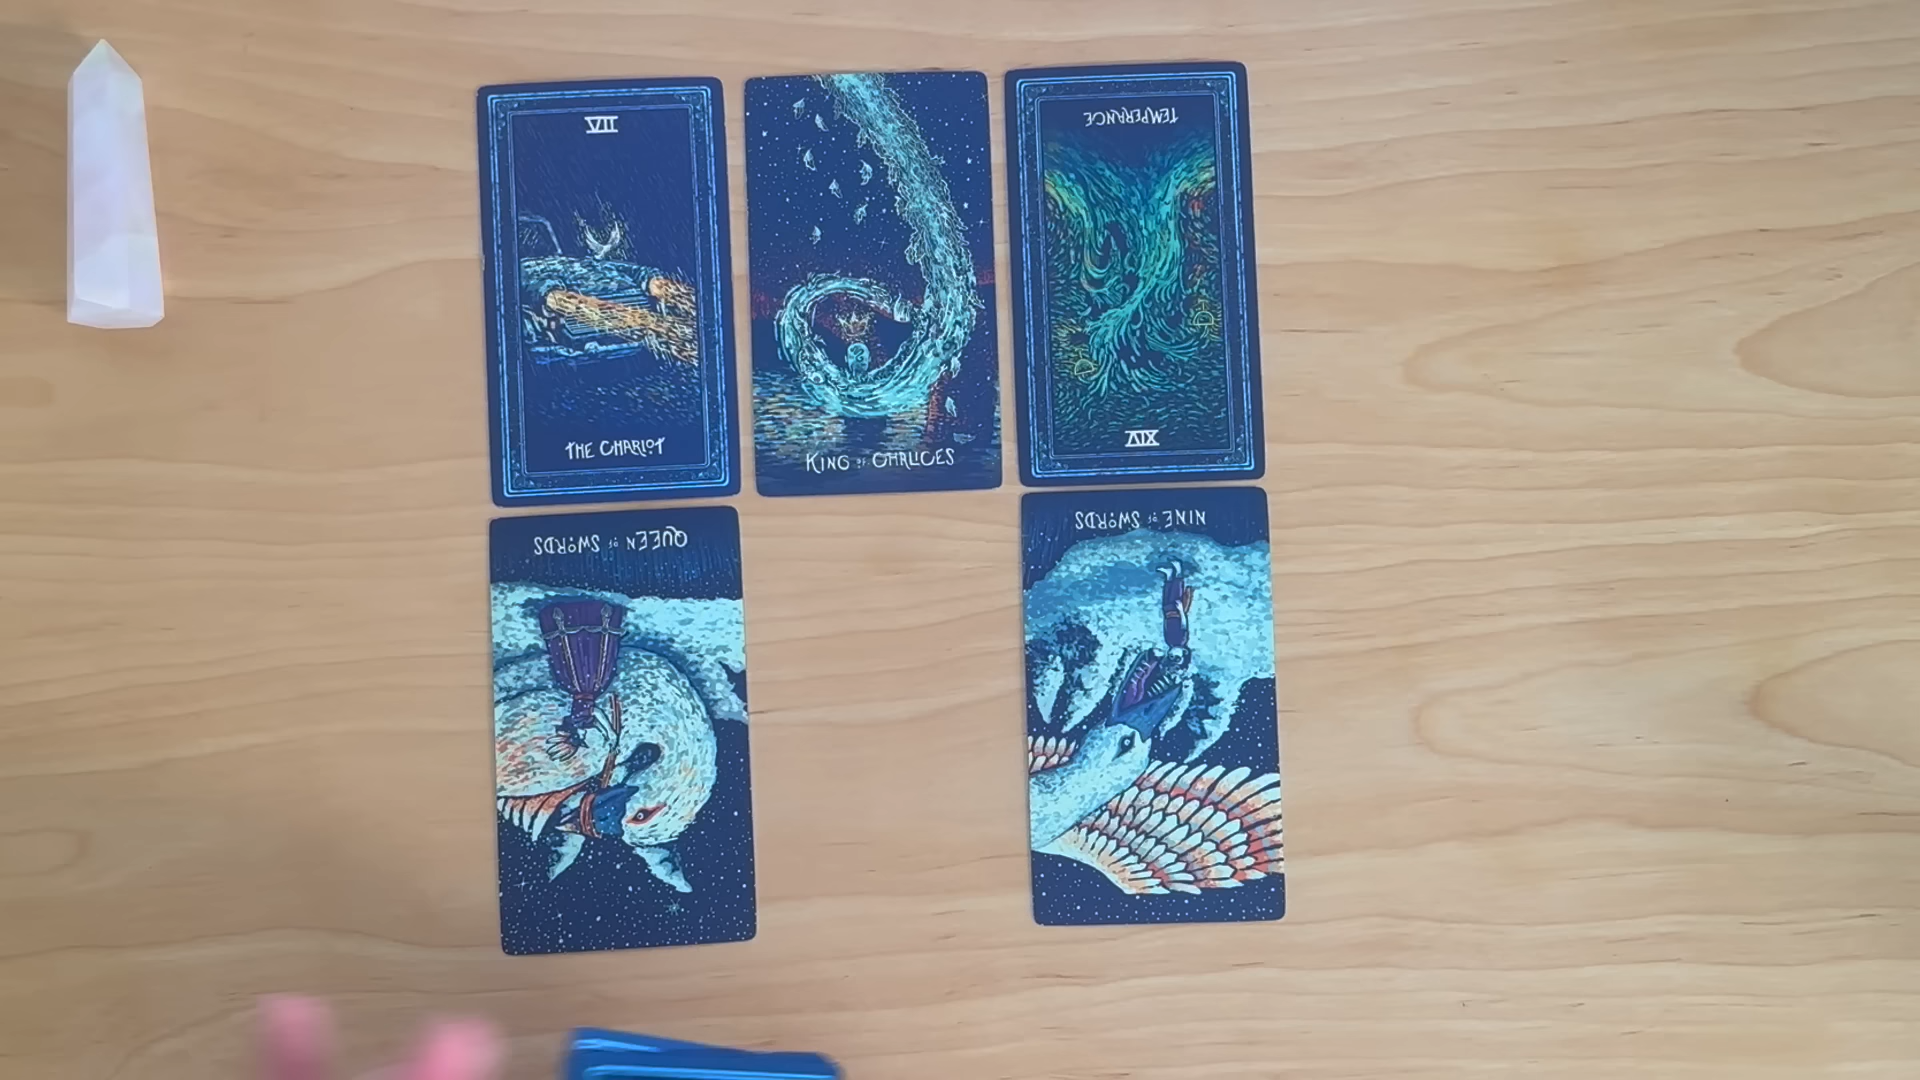 VII
THE CHARIOT
KING OF CHALICES
TEMPERANCE
XIV
QUEEN OF SWORDS
NINE OF SWORDS